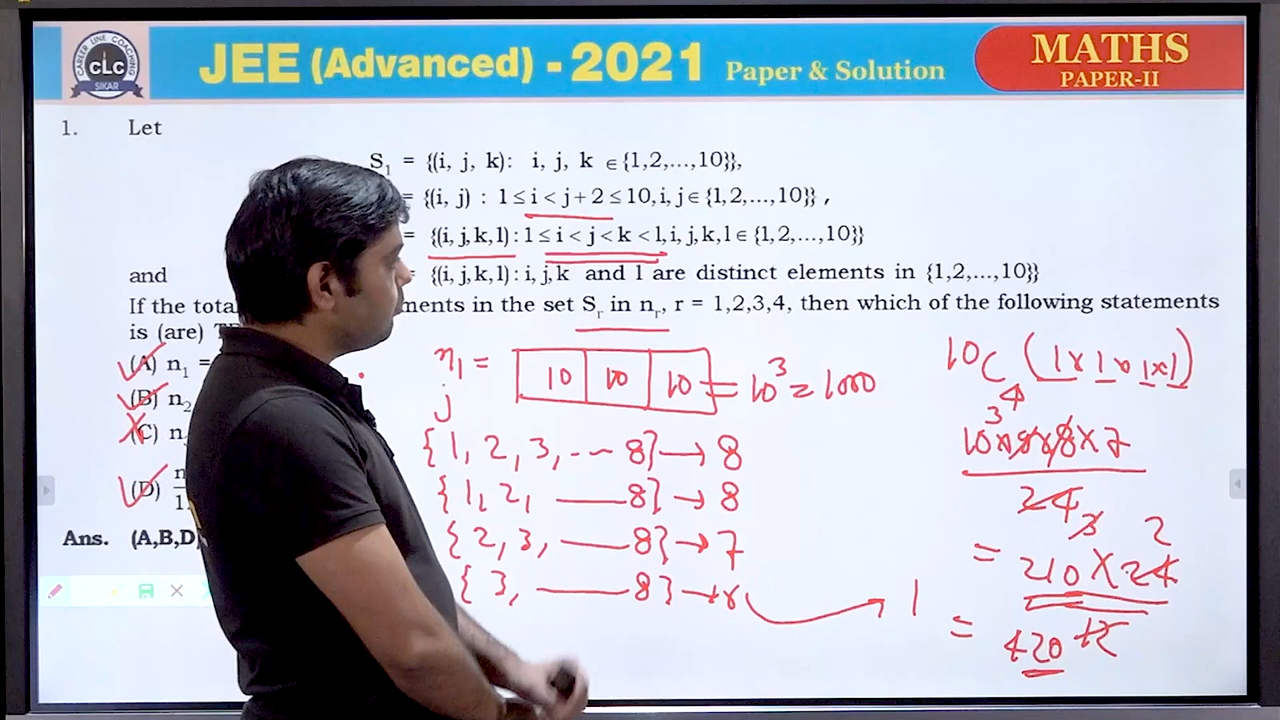 CAREER LINE COACHING
CLC
SIKAR
JEE (Advanced) - 2021 Paper & Solution
MATHS
PAPER-II
1. Let
S₁ = {(i, j, k): i, j, k ∈ {1,2,...,10}},
= {(i, j) : 1 ≤ i < j + 2 ≤ 10, i, j ∈ {1,2,...,10}} ,
= {(i, j, k, l) : 1 ≤ i < j < k < l, i, j, k, l ∈ {1,2,...,10}}
and = {(i, j, k, l) : i, j, k and l are distinct elements in {1,2,...,10}}
If the tota ments in the set Sᵣ in nᵣ, r = 1,2,3,4, then which of the following statements
is (are)
(A) n₁ =
(B) n₂
(C) n
(D) n
1
Ans. (A,B,D)
n₁ = 10 10 10 = 10³ = 1000
j
{1, 2, 3, --- 8} → 8
{1, 2, — 8} → 8
{2, 3, — 8} → 7
{3, — 8} →
1
10C₄ (1 x 1 x 1x1)
10x9x8x7
24
= 210 x 24
= 420